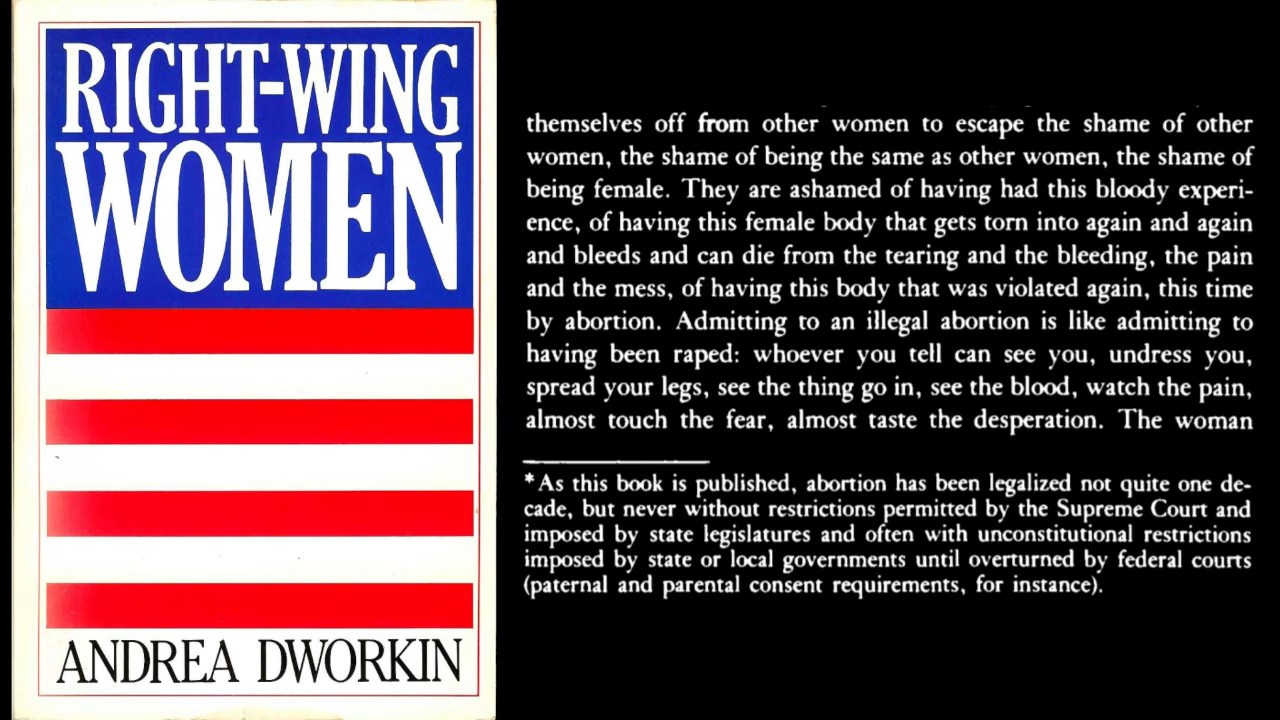 RIGHT-WING
WOMEN
ANDREA DWORKIN
themselves off from other women to escape the shame of other
women, the shame of being the same as other women, the shame of
being female. They are ashamed of having had this bloody experi-
ence, of having this female body that gets torn into again and again
and bleeds and can die from the tearing and the bleeding, the pain
and the mess, of having this body that was violated again, this time
by abortion. Admitting to an illegal abortion is like admitting to
having been raped: whoever you tell can see you, undress you,
spread your legs, see the thing go in, see the blood, watch the pain,
almost touch the fear, almost taste the desperation. The woman
*As this book is published, abortion has been legalized not quite one de-
cade, but never without restrictions permitted by the Supreme Court and
imposed by state legislatures and often with unconstitutional restrictions
imposed by state or local governments until overturned by federal courts
(paternal and parental consent requirements, for instance).